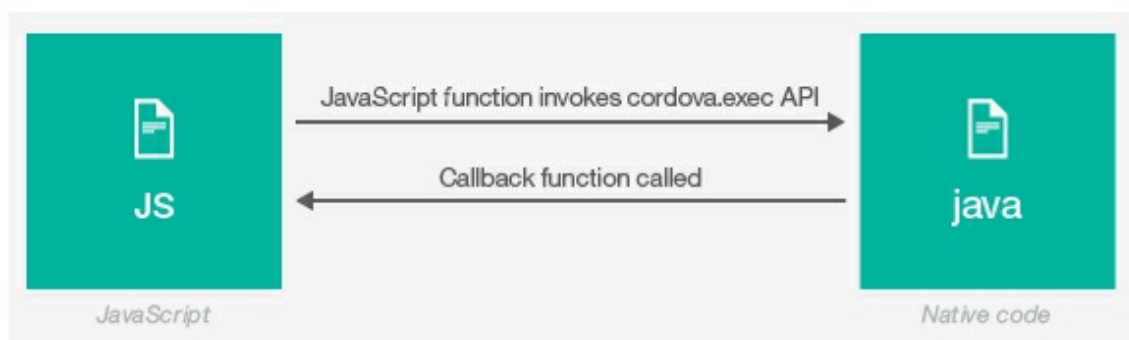 JavaScript function invokes cordova.exec API
Callback function called
JS
java
JavaScript
Native code